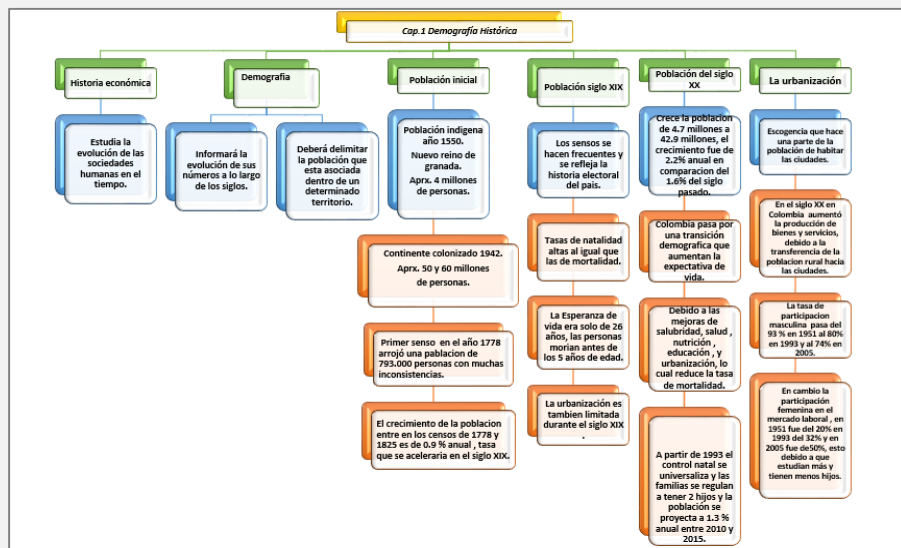 Cap.1 Demografía Histórica
Historia económica
Estudia la
evolución de las
sociedades
humanas en el
tiempo.
Demografia
Informará la
evolución de sus
números a lo largo
de los siglos.
Deberá delimitar
la población que
esta asociada
dentro de un
determinado
territorio.
Población inicial
Población indigena
año 1550.
Nuevo reino de
granada.
Aprx. 4 millones
de personas.
Continente colonizado 1942.
Aprx. 50 y 60 millones
de personas.
Primer senso en el año 1778
arrojó una pablacion de
793.000 personas con muchas
inconsistencias.
El crecimiento de la poblacion
entre en los censos de 1778 y
1825 es de 0.9 % anual , tasa
que se aceleraria en el siglo XIX.
Población siglo XIX
Los sensos se
hacen frecuentes y
se refleja la
historia electoral
del pais.
Tasas de natalidad
altas al igual que
las de mortalidad.
La Esperanza de
vida era solo de 26
años, las personas
morian antes de
los 5 años de edad.
La urbanización es
tambien limitada
durante el siglo XIX
.
Población del siglo
XX
Crece la poblacion
de 4.7 millones a
42.9 millones, el
crecimiento fue de
2.2% anual en
comparacion del
1.6% del siglo
pasado.
Colombia pasa por
una transición
demografica que
aumentan la
expectativa de
vida.
Debido a las
mejoras de
salubridad, salud ,
nutrición ,
educación , y
urbanización, lo
cual reduce la tasa
de mortalidad.
A partir de 1993 el
control natal se
universaliza y las
familias se regulan
a tener 2 hijos y la
población se
proyecta a 1.3 %
anual entre 2010 y
2015.
La urbanización
Escogencia que hace
una parte de la
población de habitar
las ciudades.
En el siglo XX en
Colombia aumentó
la producción de
bienes y servicios,
debido a la
transferencia de la
poblacion rural hacia
las ciudades.
La tasa de
participacion
masculina pasa del
93 % en 1951 al 80%
en 1993 y al 74% en
2005.
En cambio la
participación
femenina en el
mercado laboral , en
1951 fue del 20% en
1993 del 32% y en
2005 fue de50%, esto
debido a que
estudian más y
tienen menos hijos.